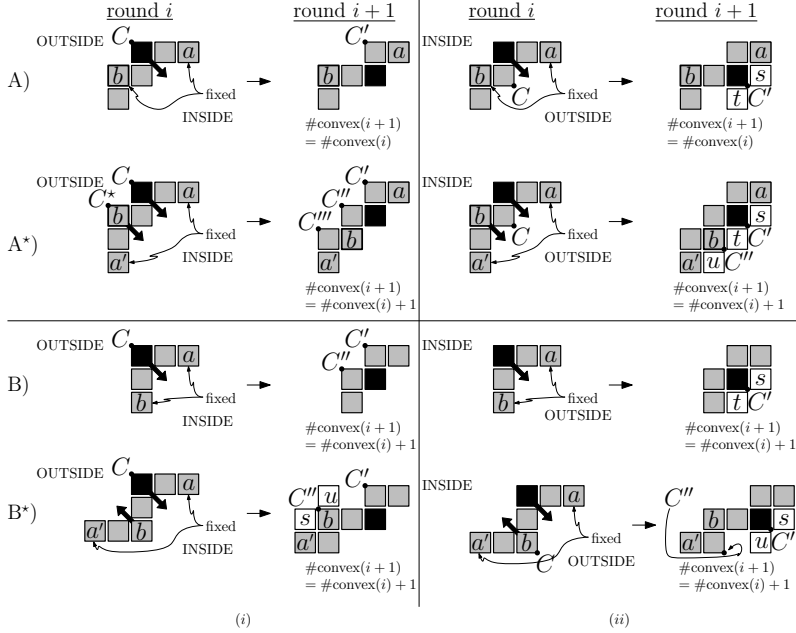 round i round i + 1 round i round i + 1
A)
OUTSIDE C a b fixed INSIDE
C′ a b
#convex(i+1)
= #convex(i)
INSIDE a b C fixed OUTSIDE
a b s t C′
#convex(i+1)
= #convex(i)
A⋆)
OUTSIDE C C⋆ a b a′ fixed INSIDE
C′ C′′ C′′′ a b a′
#convex(i+1)
= #convex(i) + 1
INSIDE a b C a′ fixed OUTSIDE
a s b t C′ a′ u C′′
#convex(i+1)
= #convex(i) + 1
B)
OUTSIDE C a b fixed INSIDE
C′ C′′
#convex(i+1)
= #convex(i) + 1
INSIDE a b fixed OUTSIDE
s t C′
#convex(i+1)
= #convex(i) + 1
B⋆)
OUTSIDE C a a′ b fixed INSIDE
C′ C′′ u s b a′
#convex(i+1)
= #convex(i) + 1
INSIDE a a′ b C fixed OUTSIDE
C′′ b s a′ u C′
#convex(i+1)
= #convex(i) + 1
(i) (ii)